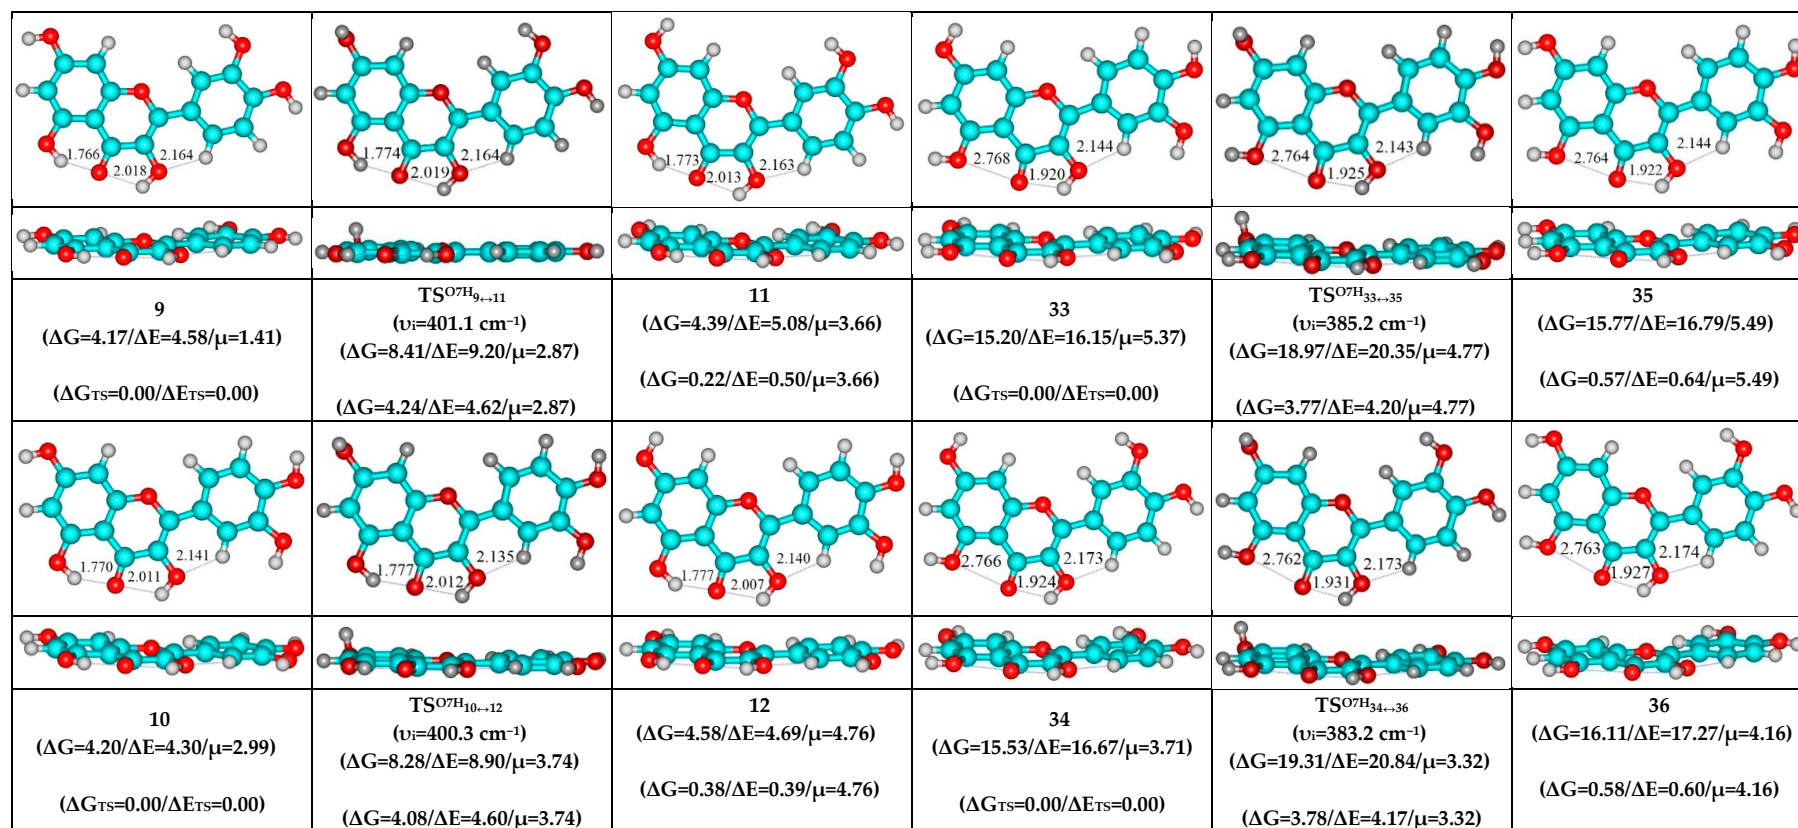 1.766 2.018 2.164
1.774 2.019 2.164
1.773 2.013 2.163
2.768 1.920 2.144
2.764 1.925 2.143
2.764 1.922 2.144
9
(ΔG=4.17/ΔE=4.58/μ=1.41)
(ΔGTS=0.00/ΔETS=0.00)
TSO7H9↔11
(υi=401.1 cm−1)
(ΔG=8.41/ΔE=9.20/μ=2.87)
(ΔG=4.24/ΔE=4.62/μ=2.87)
11
(ΔG=4.39/ΔE=5.08/μ=3.66)
(ΔG=0.22/ΔE=0.50/μ=3.66)
33
(ΔG=15.20/ΔE=16.15/μ=5.37)
(ΔGTS=0.00/ΔETS=0.00)
TSO7H33↔35
(υi=385.2 cm−1)
(ΔG=18.97/ΔE=20.35/μ=4.77)
(ΔG=3.77/ΔE=4.20/μ=4.77)
35
(ΔG=15.77/ΔE=16.79/5.49)
(ΔG=0.57/ΔE=0.64/μ=5.49)
1.770 2.011 2.141
1.777 2.012 2.135
1.777 2.007 2.140
2.766 1.924 2.173
2.762 1.931 2.173
2.763 1.927 2.174
10
(ΔG=4.20/ΔE=4.30/μ=2.99)
(ΔGTS=0.00/ΔETS=0.00)
TSO7H10↔12
(υi=400.3 cm−1)
(ΔG=8.28/ΔE=8.90/μ=3.74)
(ΔG=4.08/ΔE=4.60/μ=3.74)
12
(ΔG=4.58/ΔE=4.69/μ=4.76)
(ΔG=0.38/ΔE=0.39/μ=4.76)
34
(ΔG=15.53/ΔE=16.67/μ=3.71)
(ΔGTS=0.00/ΔETS=0.00)
TSO7H34↔36
(υi=383.2 cm−1)
(ΔG=19.31/ΔE=20.84/μ=3.32)
(ΔG=3.78/ΔE=4.17/μ=3.32)
36
(ΔG=16.11/ΔE=17.27/μ=4.16)
(ΔG=0.58/ΔE=0.60/μ=4.16)